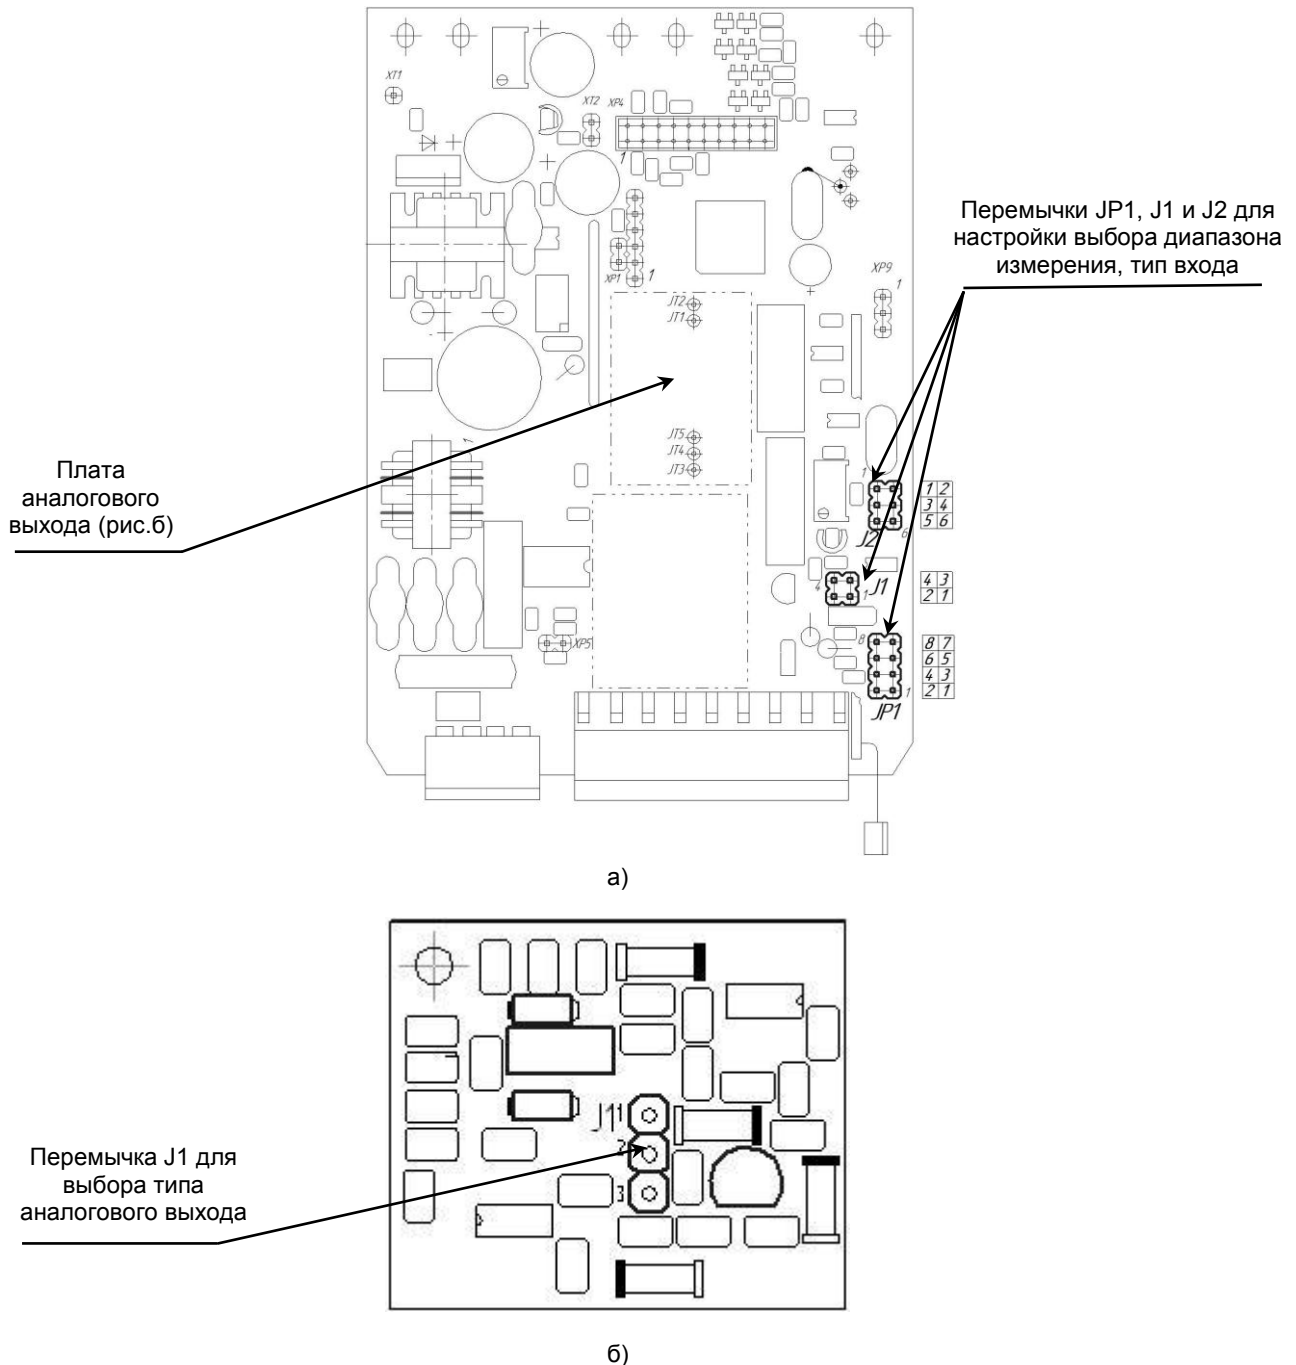 XT1
XT2
XP4
1
XP1
1
JT2
JT1
JT5
JT4
JT3
XP9
1
Перемычки JP1, J1 и J2 для
настройки выбора диапазона
измерения, тип входа
Плата
аналогового
выхода (рис.б)
1
1
1 2
3 4
5 6
J2
6
4
1
J1
4 3
2 1
XP5
8
8 7
6 5
4 3
2 1
1
JP1
а)
J1
1
2
3
Перемычка J1 для
выбора типа
аналогового выхода
б)